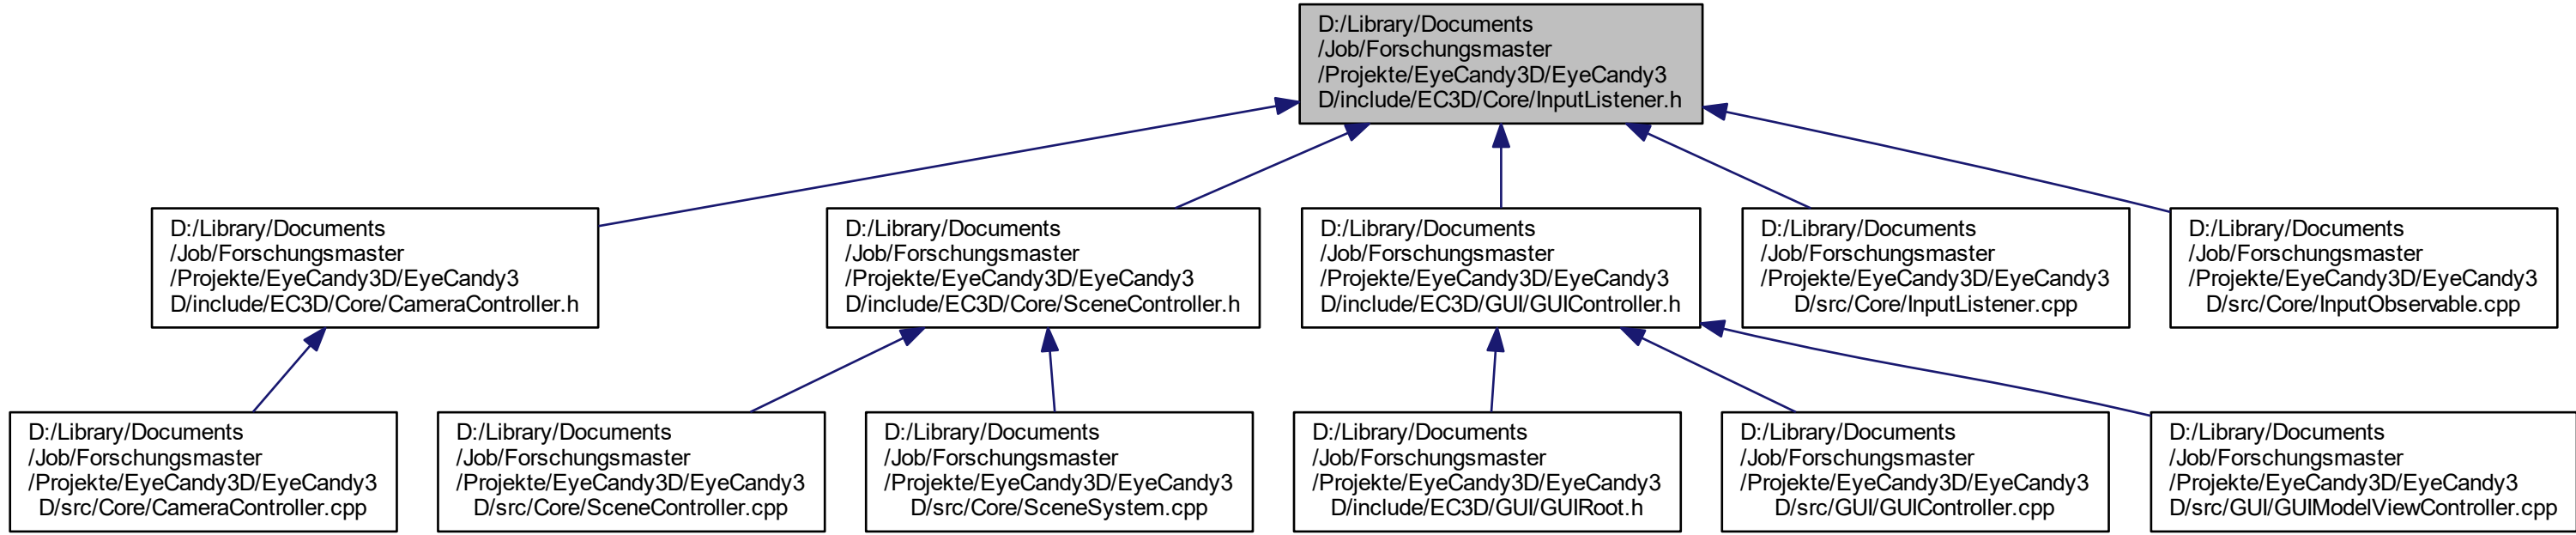 D:/Library/Documents
/Job/Forschungsmaster
/Projekte/EyeCandy3D/EyeCandy3
D/include/EC3D/Core/InputListener.h
D:/Library/Documents
/Job/Forschungsmaster
/Projekte/EyeCandy3D/EyeCandy3
D/include/EC3D/Core/CameraController.h
D:/Library/Documents
/Job/Forschungsmaster
/Projekte/EyeCandy3D/EyeCandy3
D/include/EC3D/Core/SceneController.h
D:/Library/Documents
/Job/Forschungsmaster
/Projekte/EyeCandy3D/EyeCandy3
D/include/EC3D/GUI/GUIController.h
D:/Library/Documents
/Job/Forschungsmaster
/Projekte/EyeCandy3D/EyeCandy3
D/src/Core/InputListener.cpp
D:/Library/Documents
/Job/Forschungsmaster
/Projekte/EyeCandy3D/EyeCandy3
D/src/Core/InputObservable.cpp
D:/Library/Documents
/Job/Forschungsmaster
/Projekte/EyeCandy3D/EyeCandy3
D/src/Core/CameraController.cpp
D:/Library/Documents
/Job/Forschungsmaster
/Projekte/EyeCandy3D/EyeCandy3
D/src/Core/SceneController.cpp
D:/Library/Documents
/Job/Forschungsmaster
/Projekte/EyeCandy3D/EyeCandy3
D/src/Core/SceneSystem.cpp
D:/Library/Documents
/Job/Forschungsmaster
/Projekte/EyeCandy3D/EyeCandy3
D/include/EC3D/GUI/GUIRoot.h
D:/Library/Documents
/Job/Forschungsmaster
/Projekte/EyeCandy3D/EyeCandy3
D/src/GUI/GUIController.cpp
D:/Library/Documents
/Job/Forschungsmaster
/Projekte/EyeCandy3D/EyeCandy3
D/src/GUI/GUIModelViewController.cpp